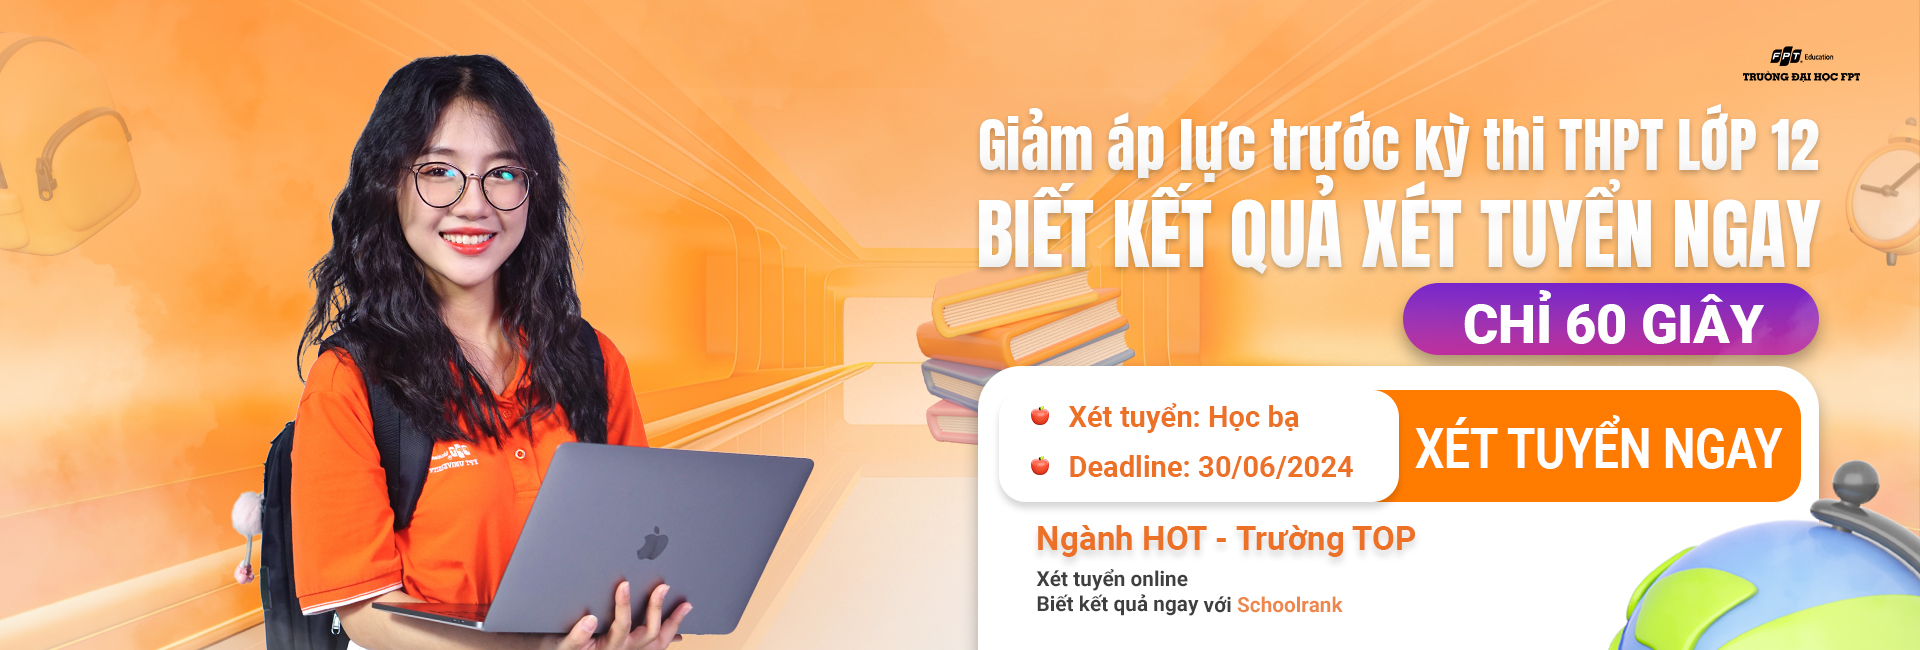 FPT Education
TRƯỜNG ĐẠI HỌC FPT
Giảm áp lực trước kỳ thi THPT LỚP 12
BIẾT KẾT QUẢ XÉT TUYỂN NGAY
CHỈ 60 GIÂY
Xét tuyển: Học bạ
Deadline: 30/06/2024
XÉT TUYỂN NGAY
Ngành HOT - Trường TOP
Xét tuyển online
Biết kết quả ngay với Schoolrank